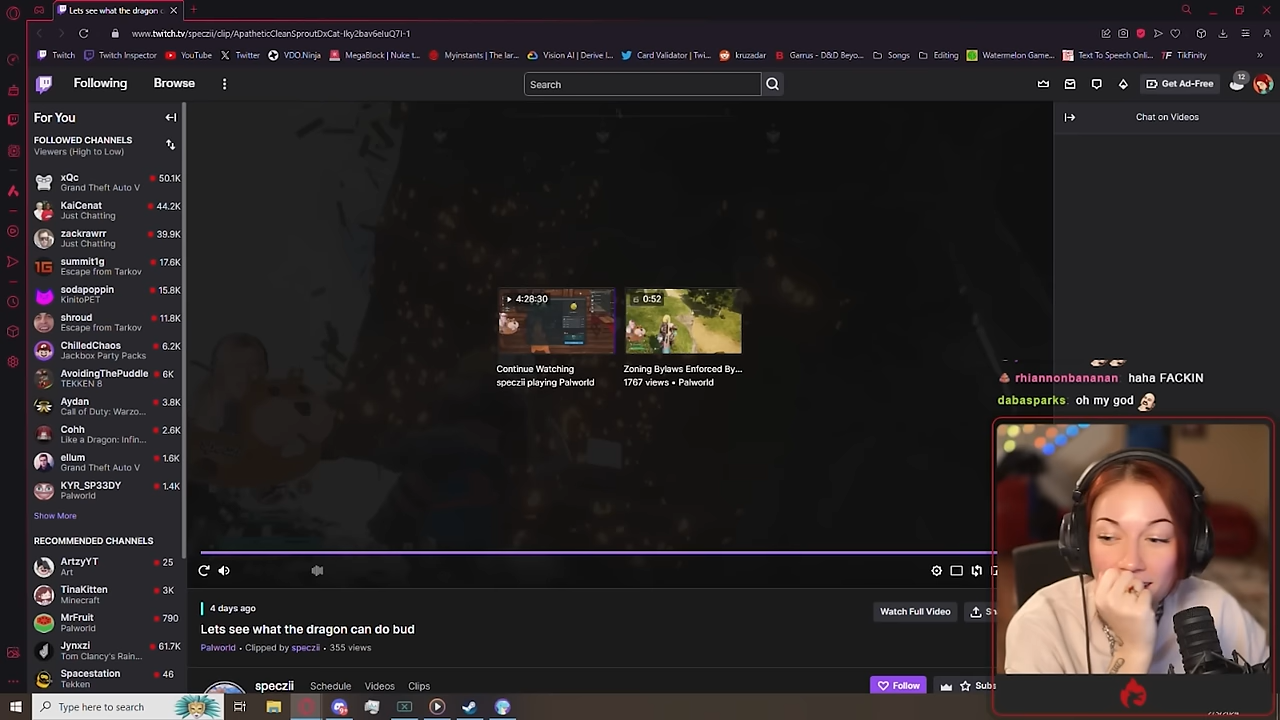 Lets see what the dragon c
www.twitch.tv/speczii/clip/ApatheticCleanSproutDxCat-Iky2bav6eIuQ7I-1
Twitch
Twitch Inspector
YouTube
Twitter
VDO.Ninja
MegaBlock | Nuke t...
Myinstants | The lar...
Vision AI | Derive I...
Card Validator | Twi...
kruzadar
Garrus - D&D Beyo...
Songs
Editing
Watermelon Game...
Text To Speech Onli...
TikFinity
Following
Browse
Search
Get Ad-Free
12
For You
FOLLOWED CHANNELS
Viewers (High to Low)
xQc 50.1K
Grand Theft Auto V
KaiCenat 44.2K
Just Chatting
zackrawrr 39.9K
Just Chatting
summit1g 17.6K
Escape from Tarkov
sodapoppin 15.8K
KinitoPET
shroud 11.8K
Escape from Tarkov
ChilledChaos 6.2K
Jackbox Party Packs
AvoidingThePuddle 6K
TEKKEN 8
Aydan 3.8K
Call of Duty: Warzo...
Cohh 2.6K
Like a Dragon: Infin...
ellum 1.6K
Grand Theft Auto V
KYR_SP33DY 1.4K
Palworld
Show More
RECOMMENDED CHANNELS
ArtzyYT 25
Art
TinaKitten 3K
Minecraft
MrFruit 790
Palworld
Jynxzi 61.7K
Tom Clancy's Rain...
Spacestation 46
Tekken
4:28:30
0:52
Continue Watching
speczii playing Palworld
Zoning Bylaws Enforced By...
1767 views • Palworld
Chat on Videos
rhiannonbananan: haha FACKIN
dabasparks: oh my god
4 days ago
Watch Full Video
Lets see what the dragon can do bud
Palworld • Clipped by speczii • 355 views
speczii
Schedule
Videos
Clips
Follow
Subs
Type here to search